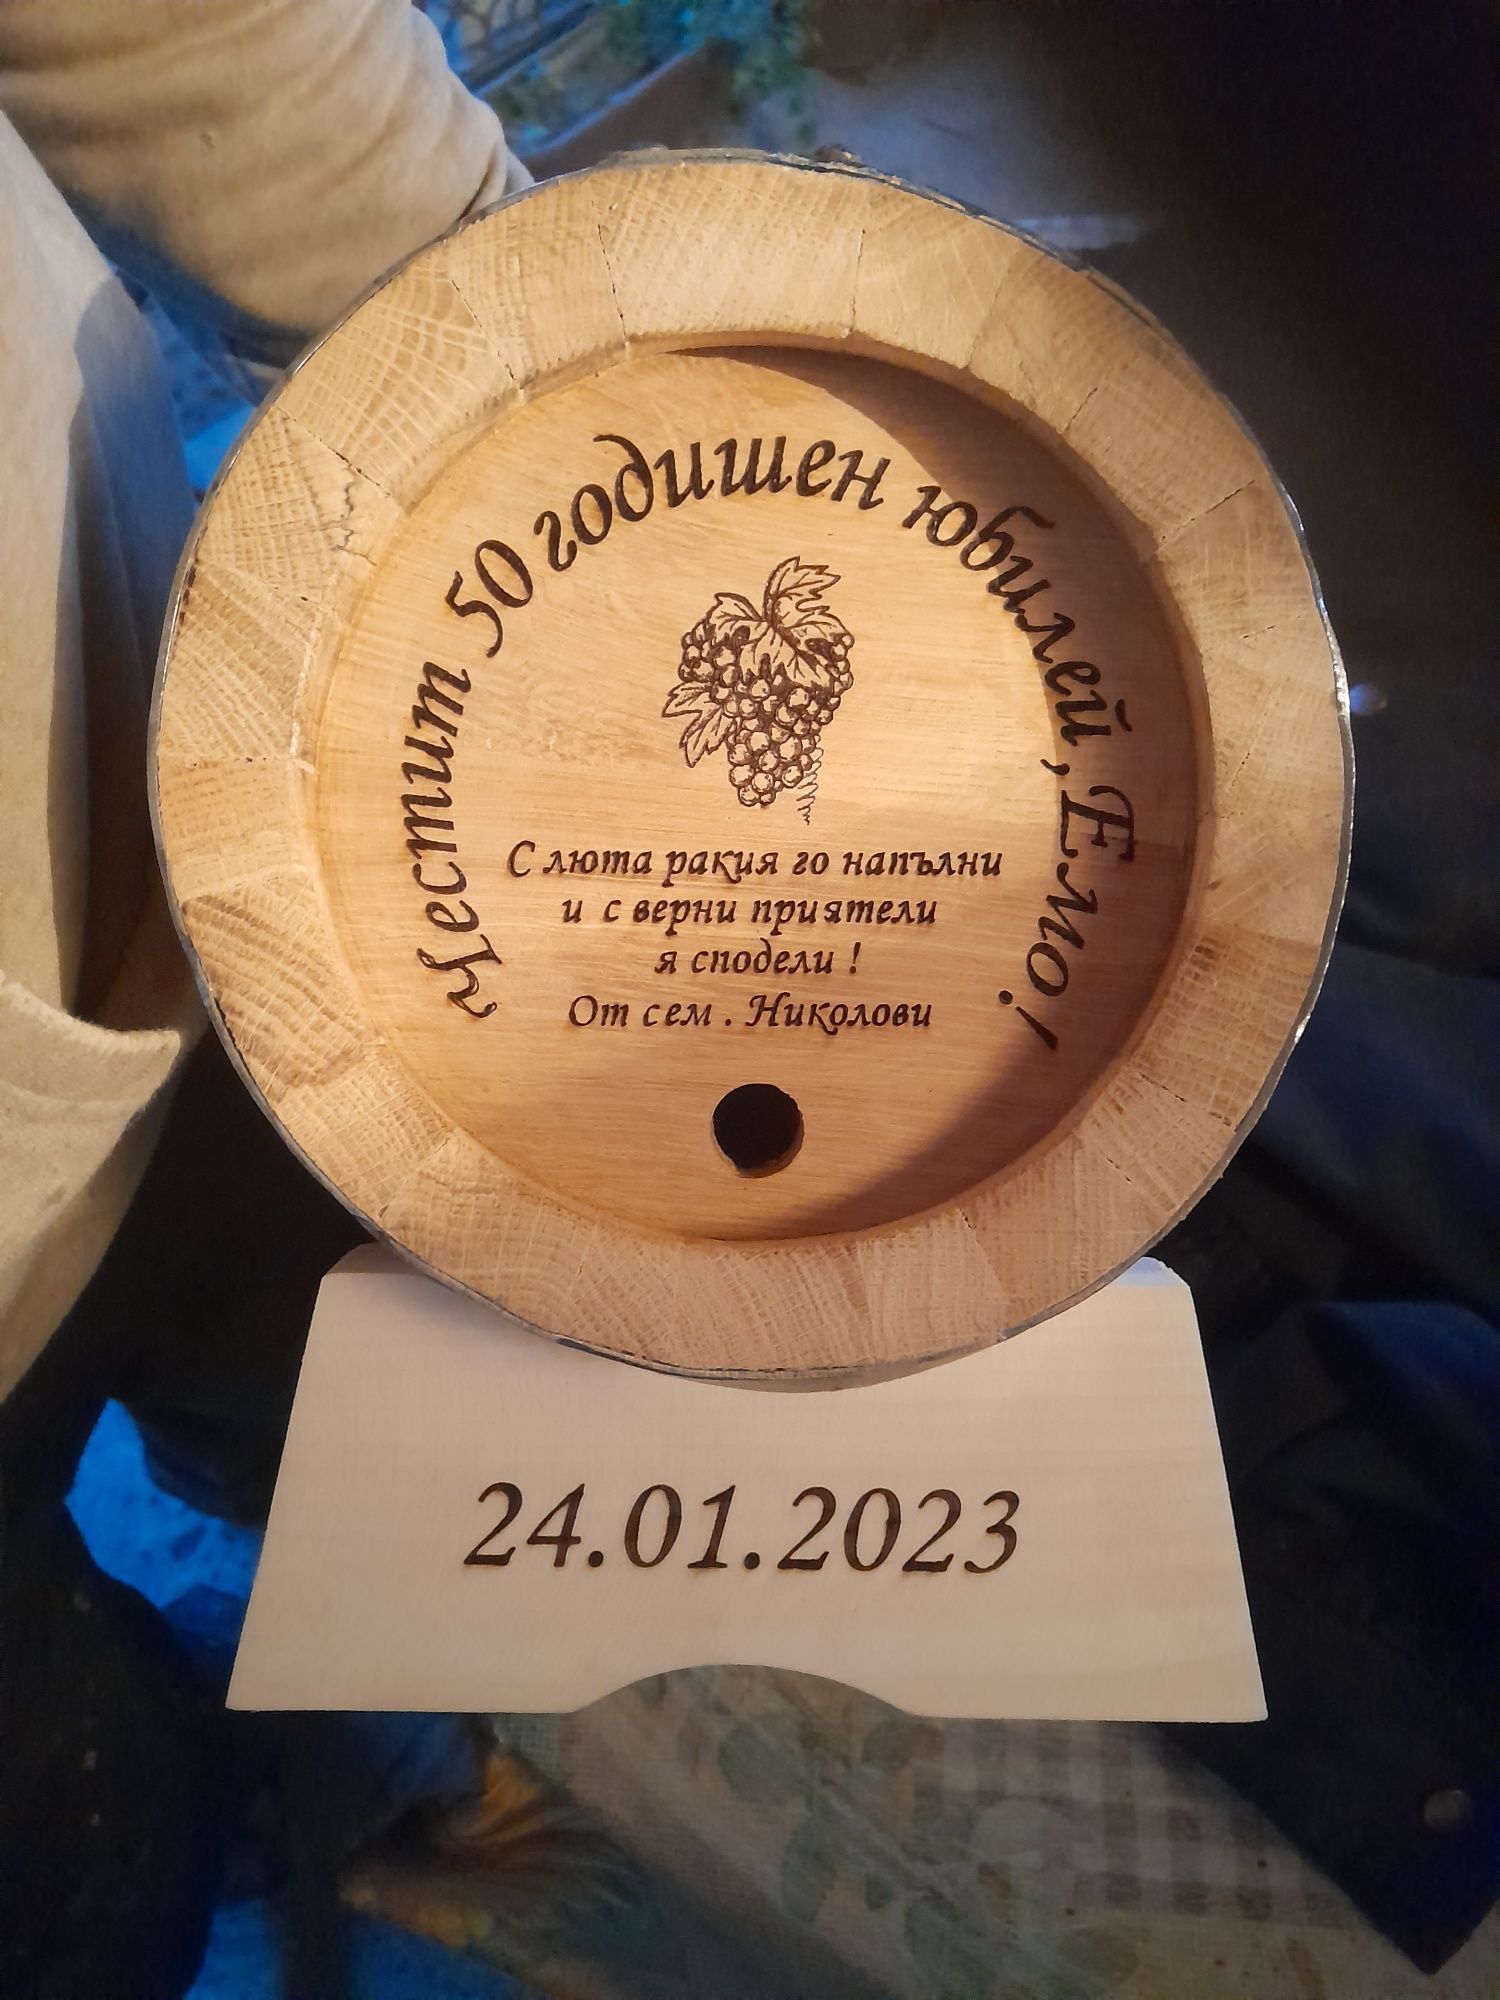 Честит 50 годишен юбилей, Емо!
С люта ракия го напълни
и с верни приятели
я сподели !
От сем . Николови
24.01.2023